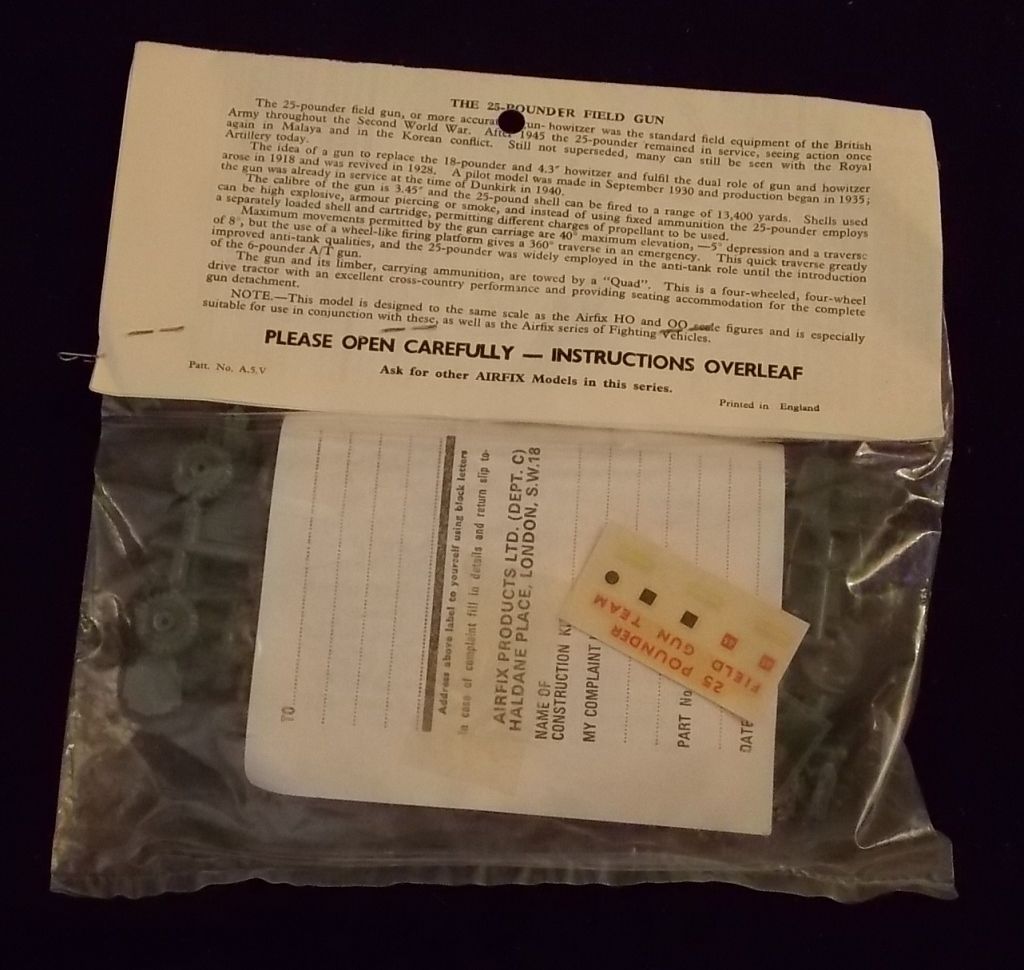 THE 25-POUNDER FIELD GUN
The 25-pounder field gun, or more accura gun-howitzer was the standard field equipment of the British
Army throughout the Second World War. After 1945 the 25-pounder remained in service, seeing action once
again in Malaya and in the Korean conflict. Still not superseded, many can still be seen with the Royal
Artillery today.
The idea of a gun to replace the 18-pounder and 4.3" howitzer and fulfil the dual role of gun and howitzer
arose in 1918 and was revived in 1928. A pilot model was made in September 1930 and production began in 1935;
the gun was already in service at the time of Dunkirk in 1940.
The calibre of the gun is 3.45" and the 25-pound shell can be fired to a range of 13,400 yards. Shells used
can be high explosive, armour piercing or smoke, and instead of using fixed ammunition the 25-pounder employs
a separately loaded shell and cartridge, permitting different charges of propellant to be used.
Maximum movements permitted by the gun carriage are 40° maximum elevation, —5° depression and a traverse
of 8°, but the use of a wheel-like firing platform gives a 360° traverse in an emergency. This quick traverse greatly
improved anti-tank qualities, and the 25-pounder was widely employed in the anti-tank role until the introduction
of the 6-pounder A/T gun.
The gun and its limber, carrying ammunition, are towed by a "Quad". This is a four-wheeled, four-wheel
drive tractor with an excellent cross-country performance and providing seating accommodation for the complete
gun detachment.
NOTE.—This model is designed to the same scale as the Airfix HO and OO scale figures and is especially
suitable for use in conjunction with these, as well as the Airfix series of Fighting Vehicles.
PLEASE OPEN CAREFULLY — INSTRUCTIONS OVERLEAF
Patt. No. A.5.V
Ask for other AIRFIX Models in this series.
Printed in England
TO
Address above label to yourself using block letters
In case of complaint fill in details and return slip to-
AIRFIX PRODUCTS LTD. (DEPT. C)
HALDANE PLACE, LONDON, S.W.18
NAME OF
CONSTRUCTION
MY COMPLAINT
PART No
DATE
25 POUNDER
FIELD GUN TEAM